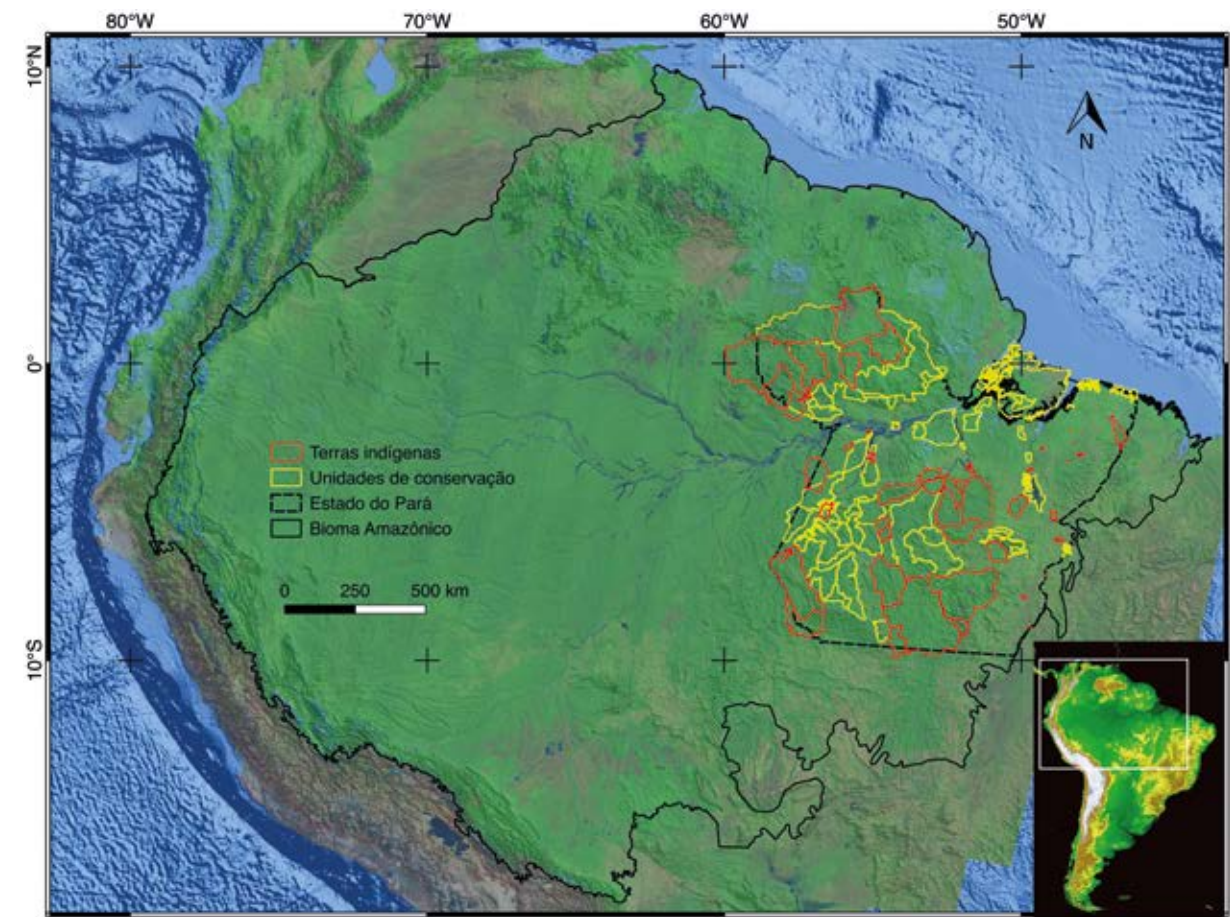 80°W 70°W 60°W 50°W
10°N
N
0°
Terras indígenas
Unidades de conservação
Estado do Pará
Bioma Amazônico
0 250 500 km
10°S